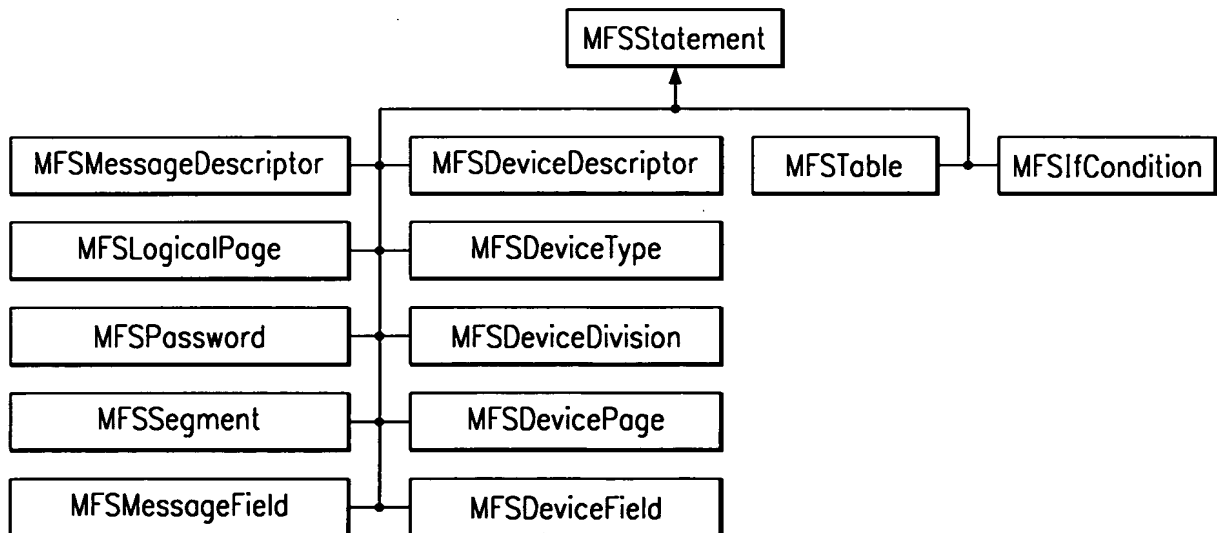 MFSStatement
MFSMessageDescriptor
MFSDeviceDescriptor
MFSTable
MFSIfCondition
MFSLogicalPage
MFSDeviceType
MFSPassword
MFSDeviceDivision
MFSSegment
MFSDevicePage
MFSMessageField
MFSDeviceField